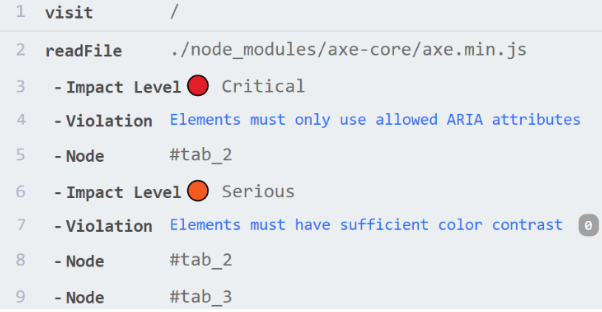 1 visit /
2 readFile ./node_modules/axe-core/axe.min.js
3 -Impact Level Critical
4 -Violation Elements must only use allowed ARIA attributes
5 -Node #tab_2
6 -Impact Level Serious
7 -Violation Elements must have sufficient color contrast 0
8 -Node #tab_2
9 -Node #tab_3